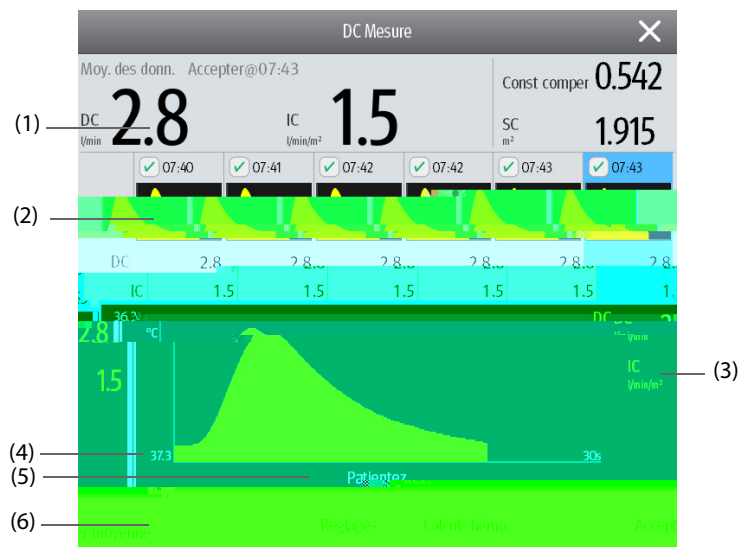 DC Mesure
Moy. des donn. Accepter@07:43
DC l/min 2.8 IC l/min/m² 1.5
Const comper 0.542
SC m² 1.915
07:40 07:41 07:42 07:42 07:43 07:43
(1)
(2)
DC 2.8 2.8 2.8 2.8 2.8 2.8
IC 1.5 1.5 1.5 1.5 1.5 1.
36.3
°C
DC
2.8
l/min
1.5
IC
l/min/m²
(3)
(4)
37.3
30s
(5)
Patientez
(6)
Réglages
Calculs hémo.
Accept